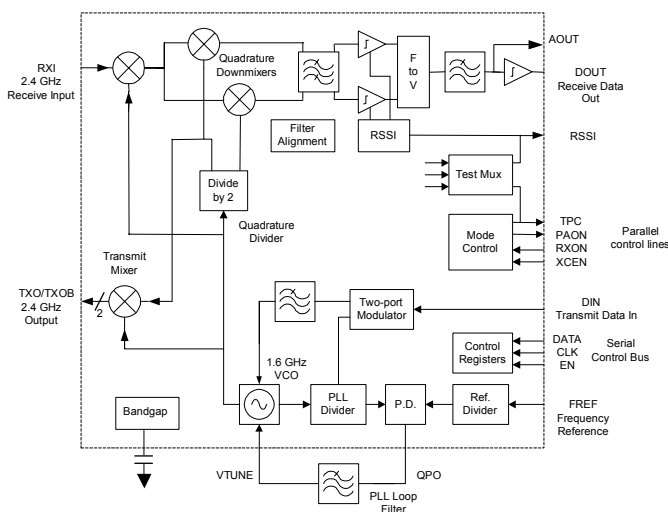 RXI
2.4 GHz
Receive Input
Quadrature
Downmixers
F
to
V
AOUT
DOUT
Receive Data
Out
Filter
Alignment
RSSI
RSSI
Test Mux
Divide
by 2
Quadrature
Divider
Mode
Control
TPC
PAON
RXON
XCEN
Parallel
control lines
Transmit
Mixer
TXO/TXOB
2.4 GHz
Output
2
Two-port
Modulator
DIN
Transmit Data In
Control
Registers
DATA
CLK
EN
Serial
Control Bus
1.6 GHz
VCO
PLL
Divider
P.D.
Ref.
Divider
FREF
Frequency
Reference
Bandgap
VTUNE
QPO
PLL Loop
Filter